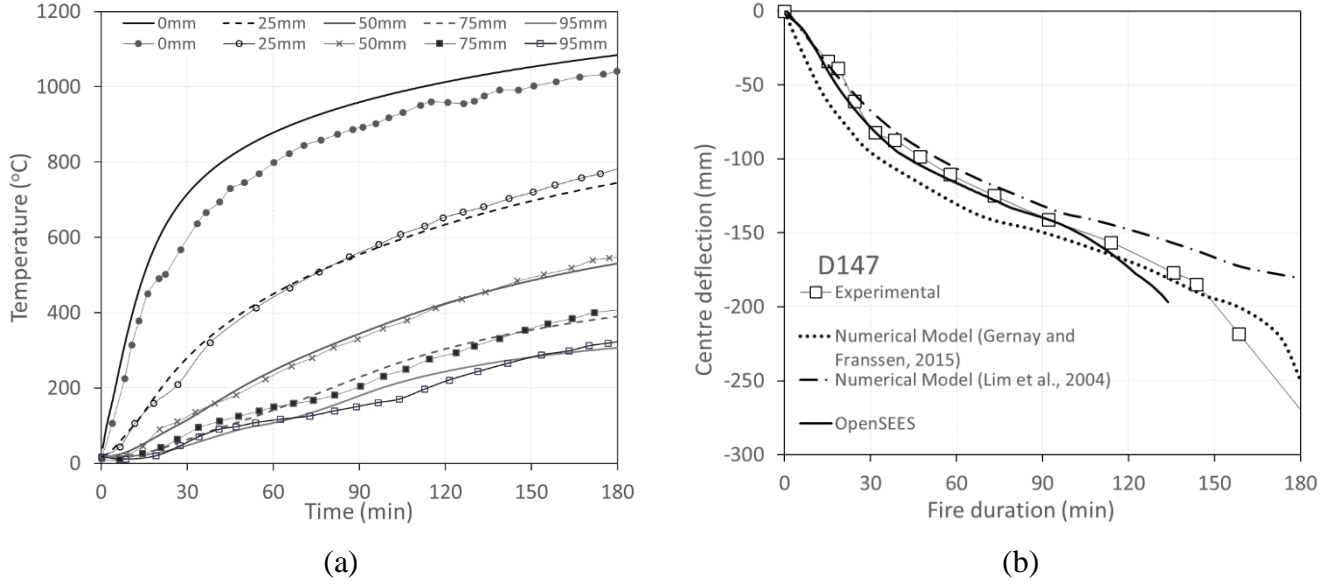 0mm 25mm 50mm 75mm 95mm
0mm 25mm 50mm 75mm 95mm
1200
1000
800
600
400
200
0
Temperature (ºC)
0 30 60 90 120 150 180
Time (min)
(a)
0
-50
-100
-150
-200
-250
-300
Centre deflection (mm)
D147
Experimental
Numerical Model (Gernay and
Franssen, 2015)
Numerical Model (Lim et al., 2004)
OpenSEES
0 30 60 90 120 150 180
Fire duration (min)
(b)